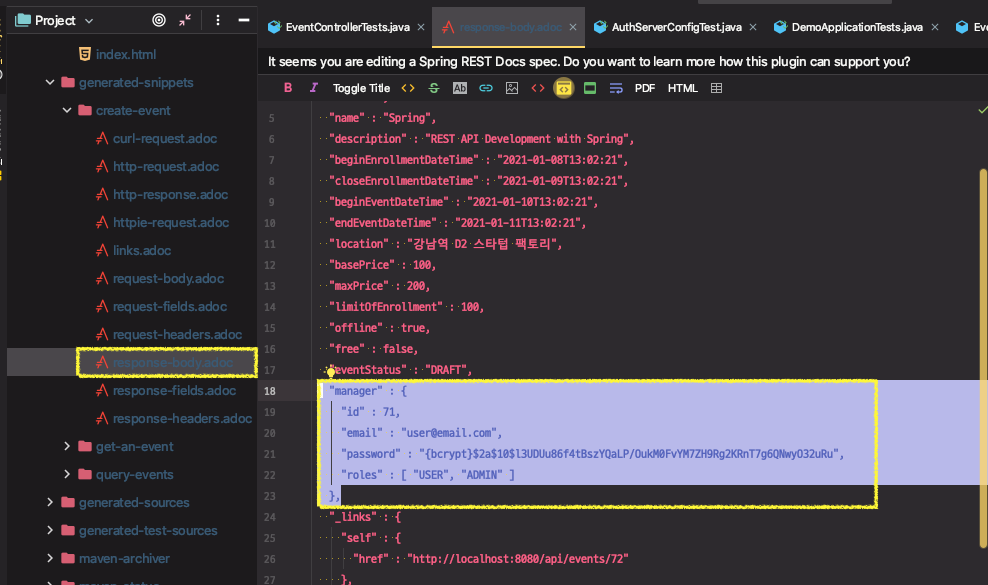 Project
index.html
generated-snippets
create-event
curl-request.adoc
http-request.adoc
http-response.adoc
httpie-request.adoc
links.adoc
request-body.adoc
request-fields.adoc
request-headers.adoc
response-body.adoc
response-fields.adoc
response-headers.adoc
get-an-event
query-events
generated-sources
generated-test-sources
maven-archiver
EventControllerTests.java
response-body.adoc
AuthServerConfigTest.java
DemoApplicationTests.java
It seems you are editing a Spring REST Docs spec. Do you want to learn more how this plugin can support you?
B I Toggle Title Ab PDF HTML
5 "name" : "Spring",
6 "description" : "REST API Development with Spring",
7 "beginEnrollmentDateTime" : "2021-01-08T13:02:21",
8 "closeEnrollmentDateTime" : "2021-01-09T13:02:21",
9 "beginEventDateTime" : "2021-01-10T13:02:21",
10 "endEventDateTime" : "2021-01-11T13:02:21",
11 "location" : "강남역 D2 스타텁 팩토리",
12 "basePrice" : 100,
13 "maxPrice" : 200,
14 "limitOfEnrollment" : 100,
15 "offline" : true,
16 "free" : false,
17 "eventStatus" : "DRAFT",
18 "manager" : {
19 "id" : 71,
20 "email" : "user@email.com",
21 "password" : "{bcrypt}$2a$10$l3UDUu86f4tBszYQaLP/OukM0FvYM7ZH9Rg2KRnT7g6QNwyO32uRu",
22 "roles" : [ "USER", "ADMIN" ]
23 },
24 "_links" : {
25 "self" : {
26 "href" : "http://localhost:8080/api/events/72"
27 },